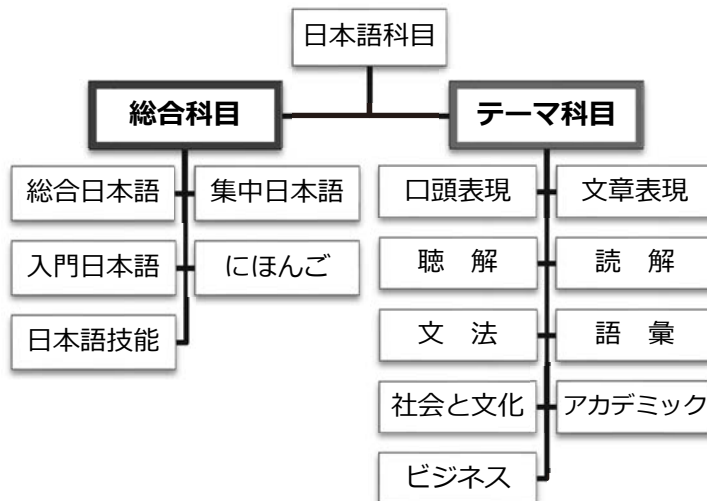 日本語科目
総合科目
テーマ科目
総合日本語
集中日本語
入門日本語
にほんご
日本語技能
口頭表現
文章表現
聴　解
読　解
文　法
語　彙
社会と文化
アカデミック
ビジネス